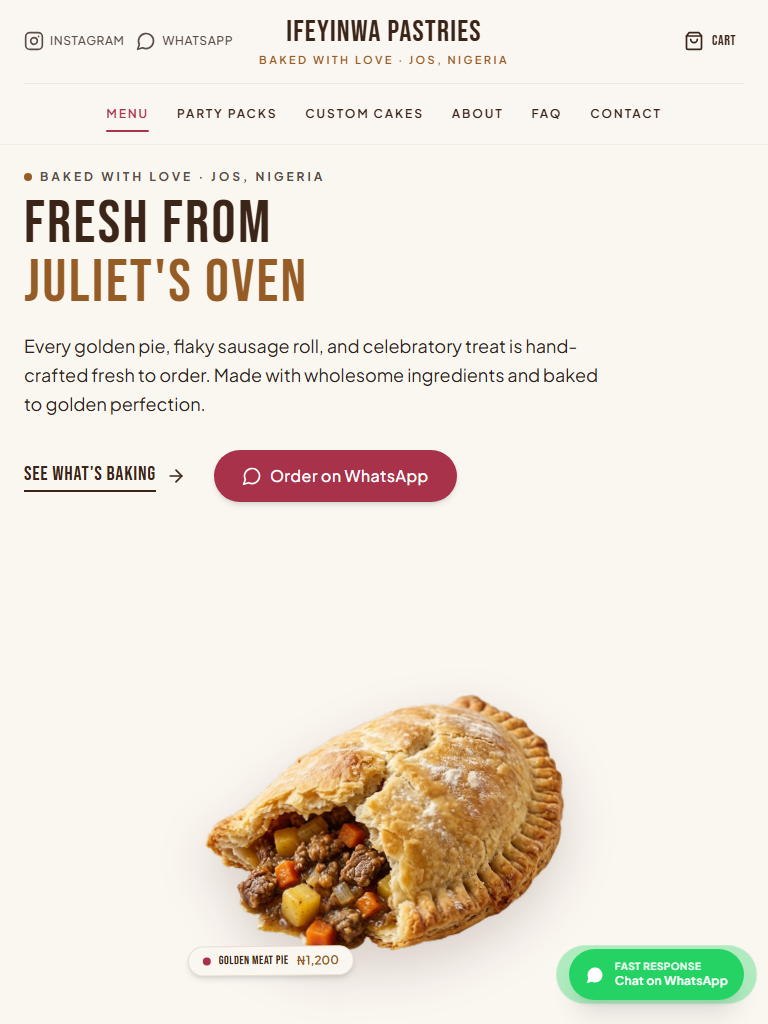 INSTAGRAM
WHATSAPP
IFEYINWA PASTRIES
BAKED WITH LOVE · JOS, NIGERIA
CART
MENU
PARTY PACKS
CUSTOM CAKES
ABOUT
FAQ
CONTACT
BAKED WITH LOVE · JOS, NIGERIA
FRESH FROM
JULIET'S OVEN
Every golden pie, flaky sausage roll, and celebratory treat is hand-
crafted fresh to order. Made with wholesome ingredients and baked
to golden perfection.
SEE WHAT'S BAKING
Order on WhatsApp
GOLDEN MEAT PIE ₦1,200
FAST RESPONSE
Chat on WhatsApp